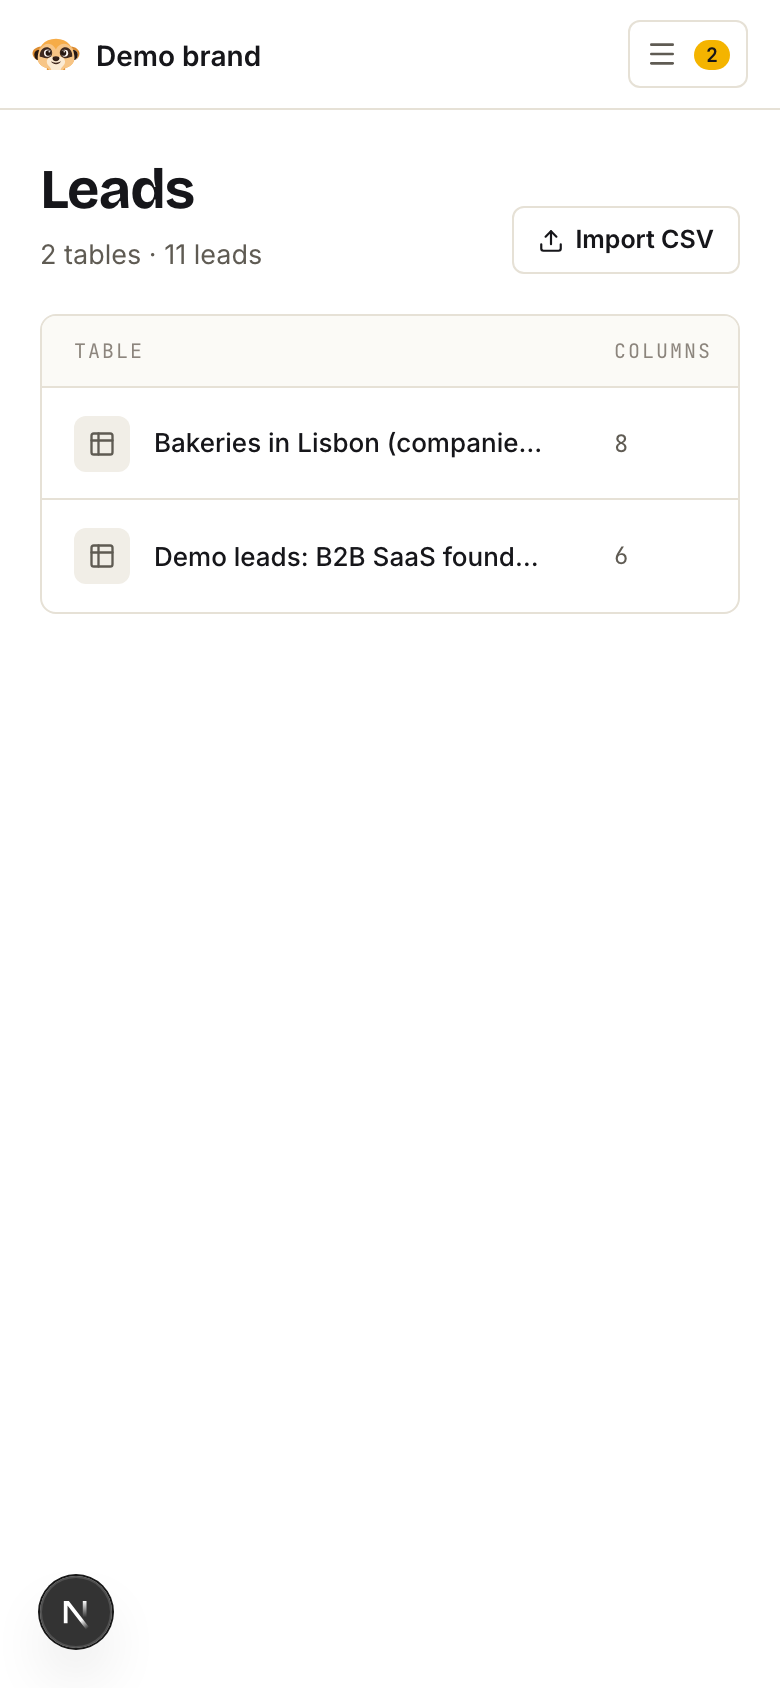 Demo brand
2
Leads
2 tables · 11 leads
Import CSV
TABLE COLUMNS
Bakeries in Lisbon (companie... 8
Demo leads: B2B SaaS found... 6
N